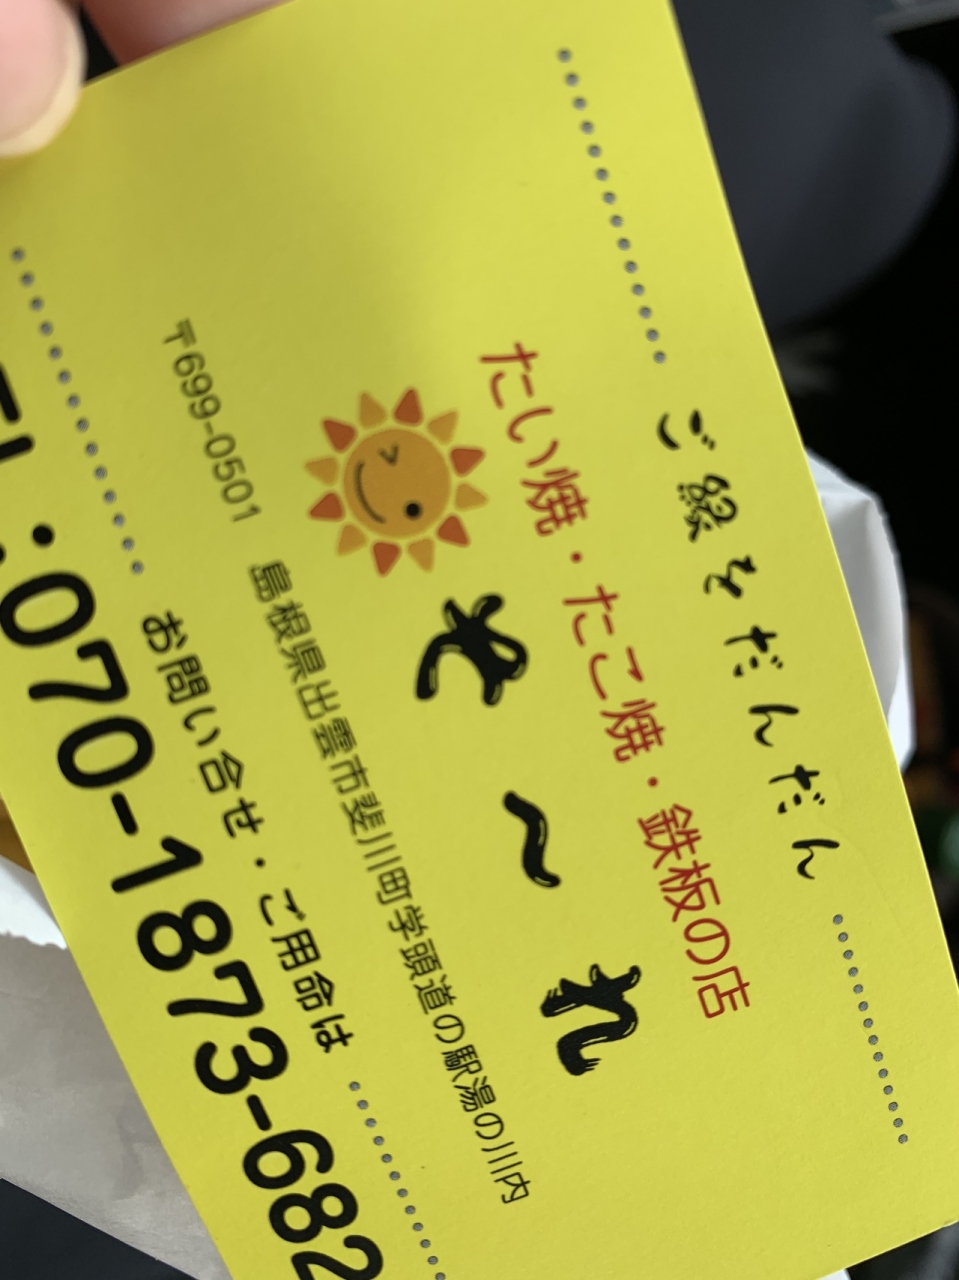 ご縁をだんだん
たい焼・たこ焼・鉄板の店
そ〜れ
〒699-0501 島根県出雲市斐川町学頭道の駅湯の川内
お問い合せ・ご用命は
:070-1873-682